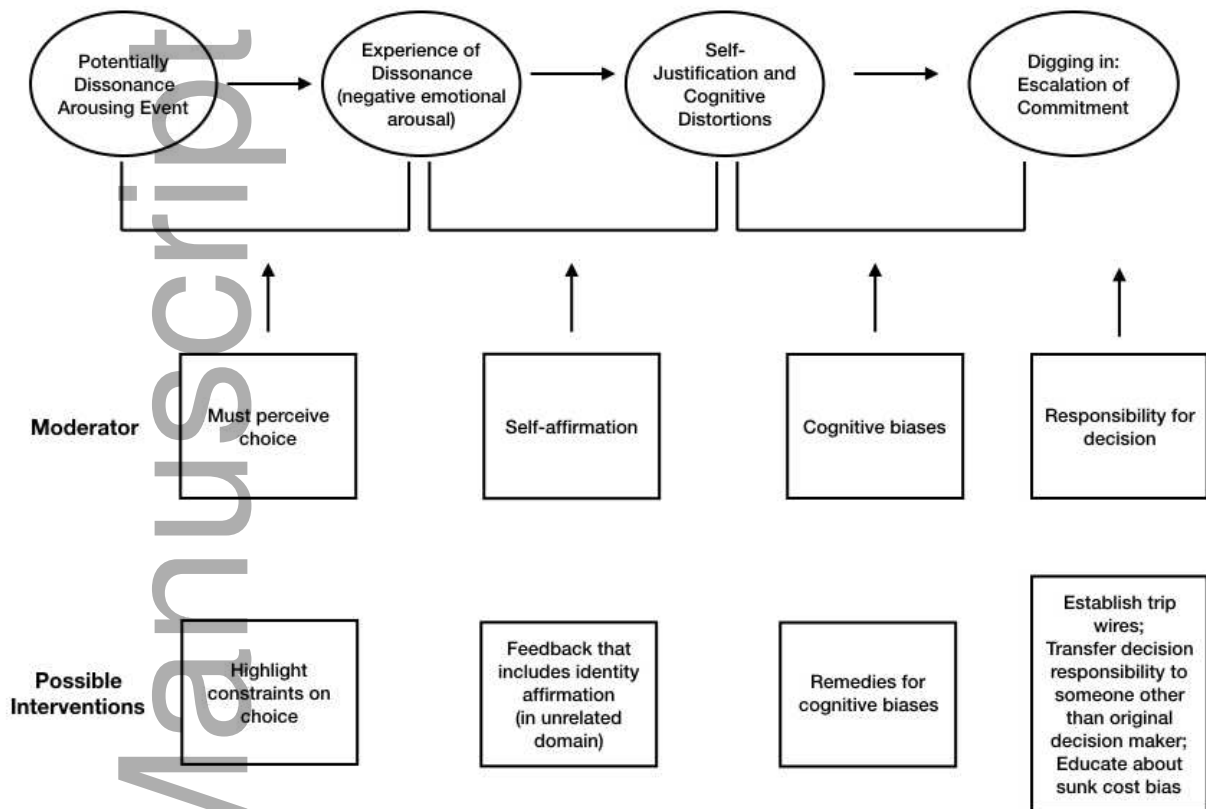 Potentially
Dissonance
Arousing Event
Experience of
Dissonance
(negative emotional
arousal)
Self-
Justification and
Cognitive
Distortions
Digging in:
Escalation of
Commitment
Moderator
Must perceive
choice
Self-affirmation
Cognitive biases
Responsibility for
decision
Possible
Interventions
Highlight
constraints on
choice
Feedback that
includes identity
affirmation
(in unrelated
domain)
Remedies for
cognitive biases
Establish trip
wires;
Transfer decision
responsibility to
someone other
than original
decision maker;
Educate about
sunk cost bias
Manuscript